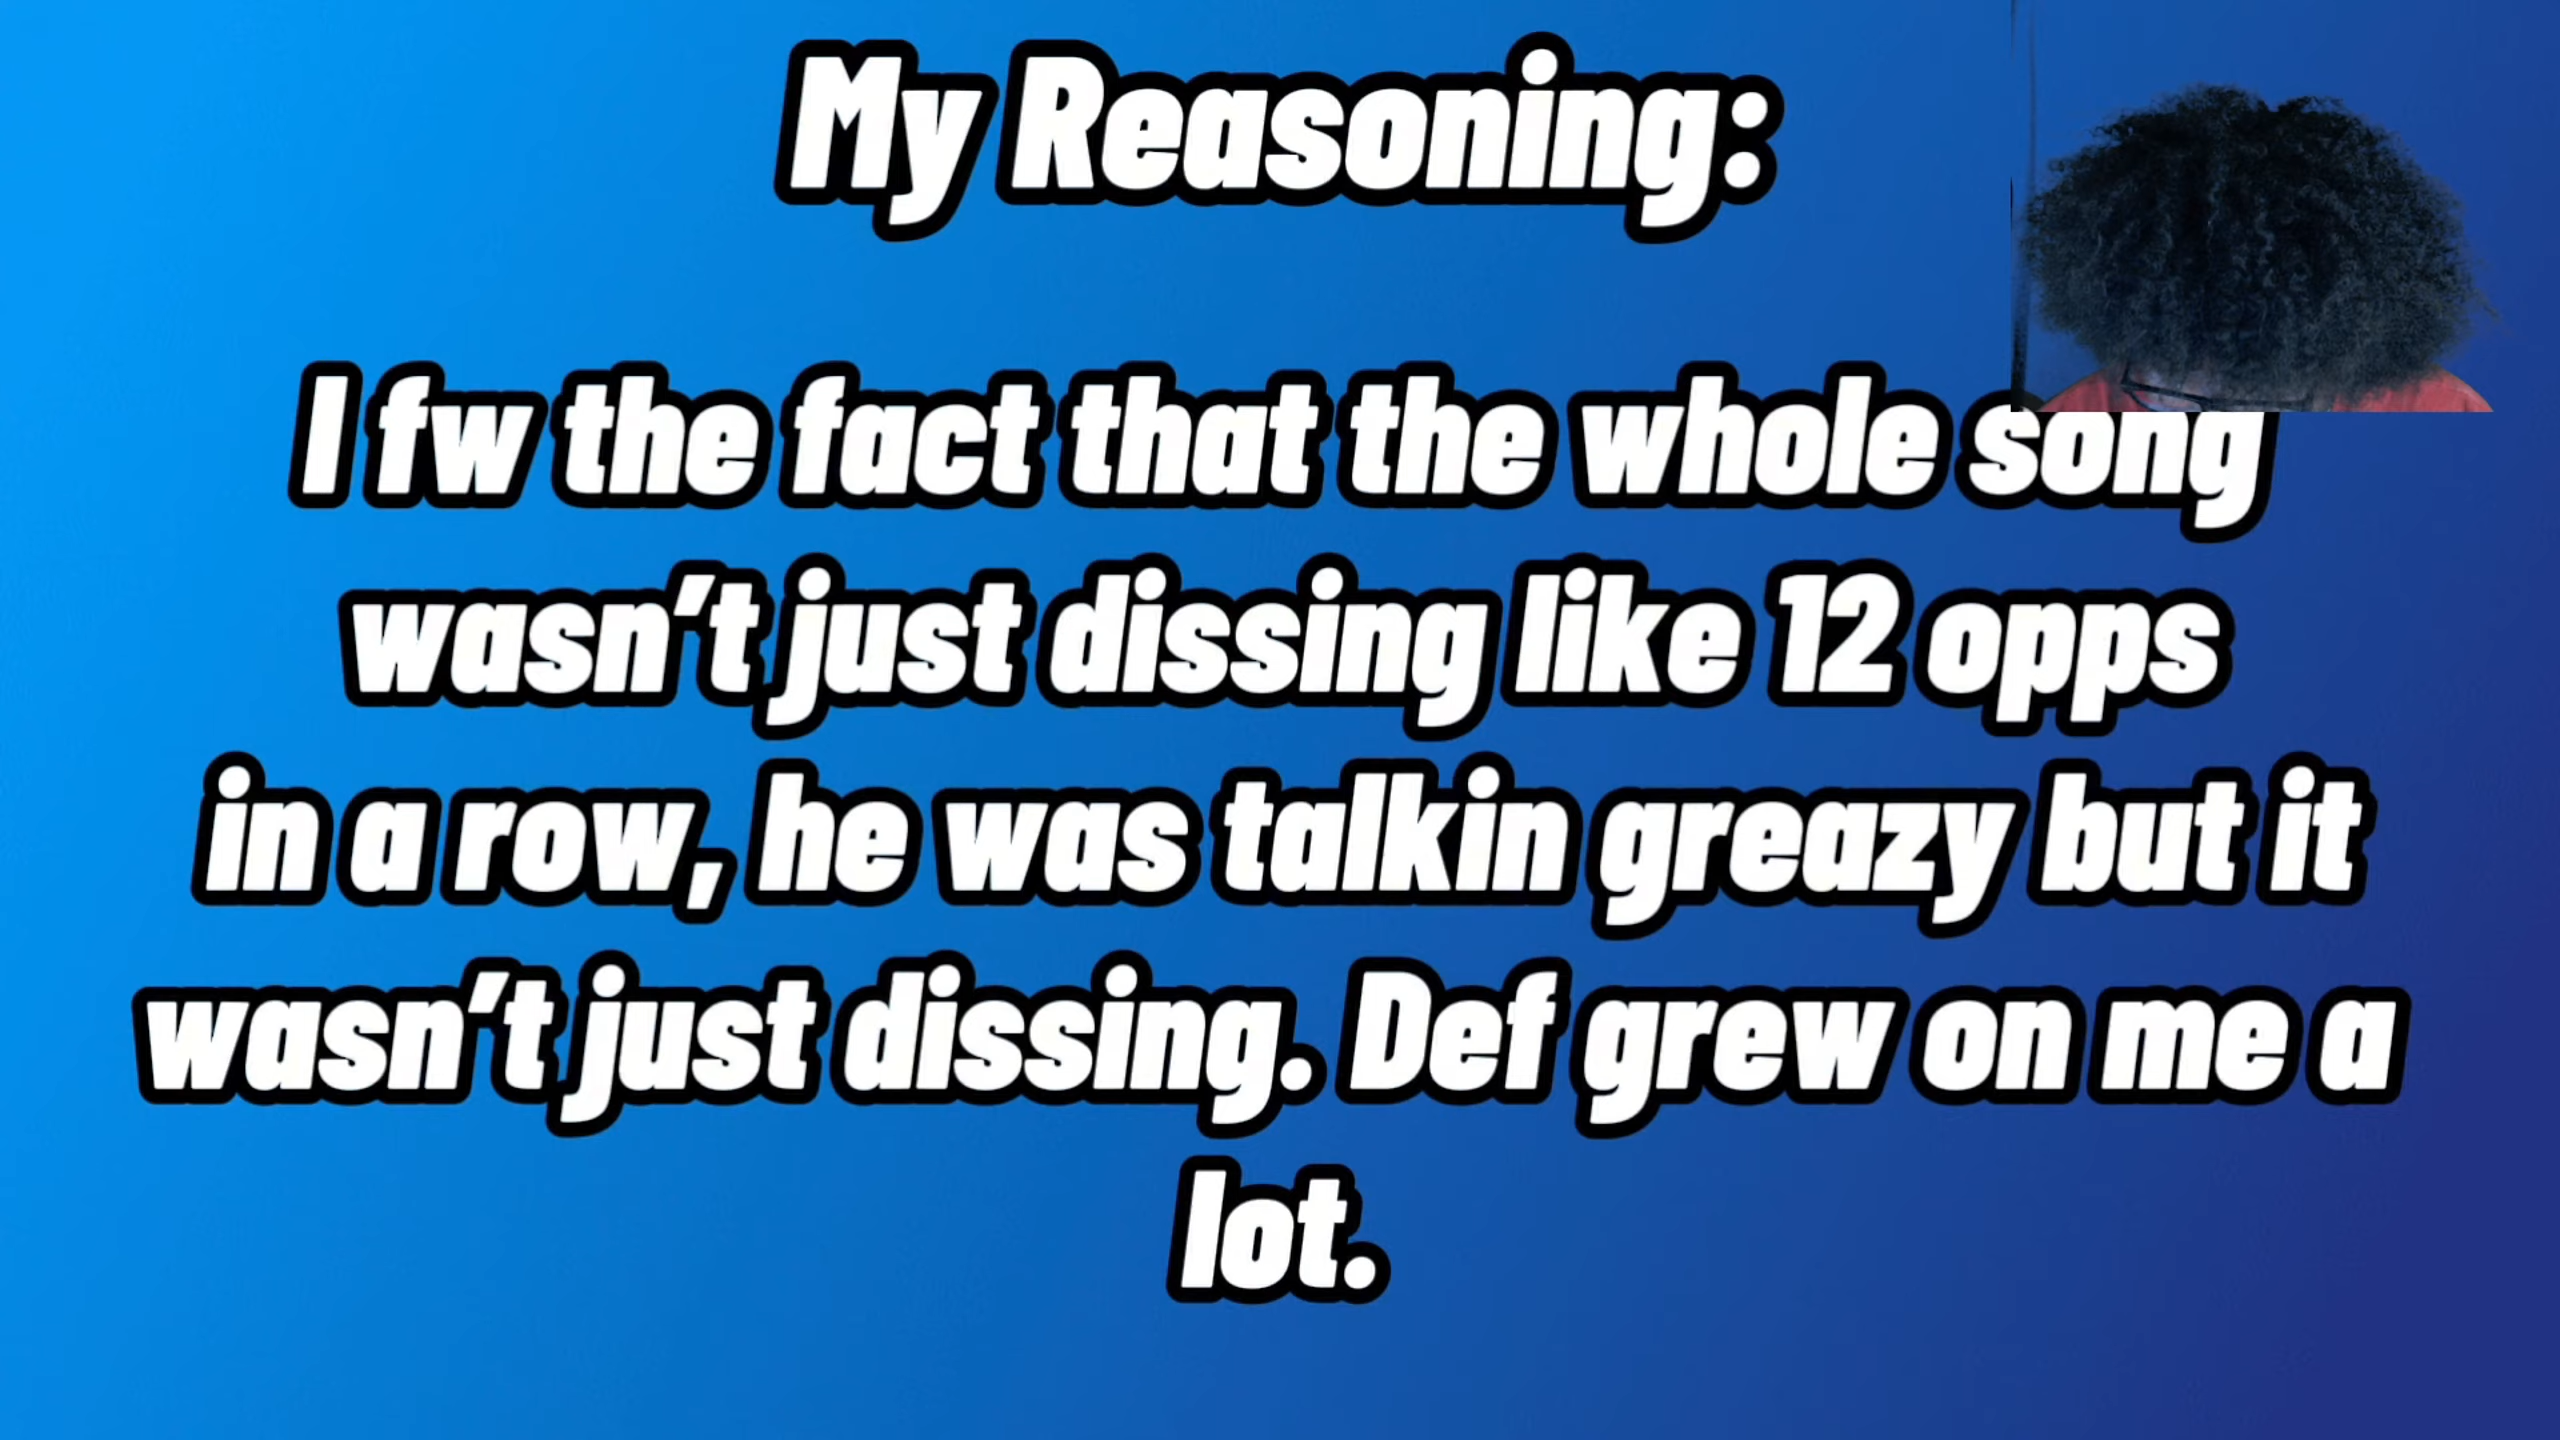 My Reasoning:
I fw the fact that the whole song
wasn't just dissing like 12 opps
in a row, he was talkin greazy but it
wasn't just dissing. Def grew on me a
lot.